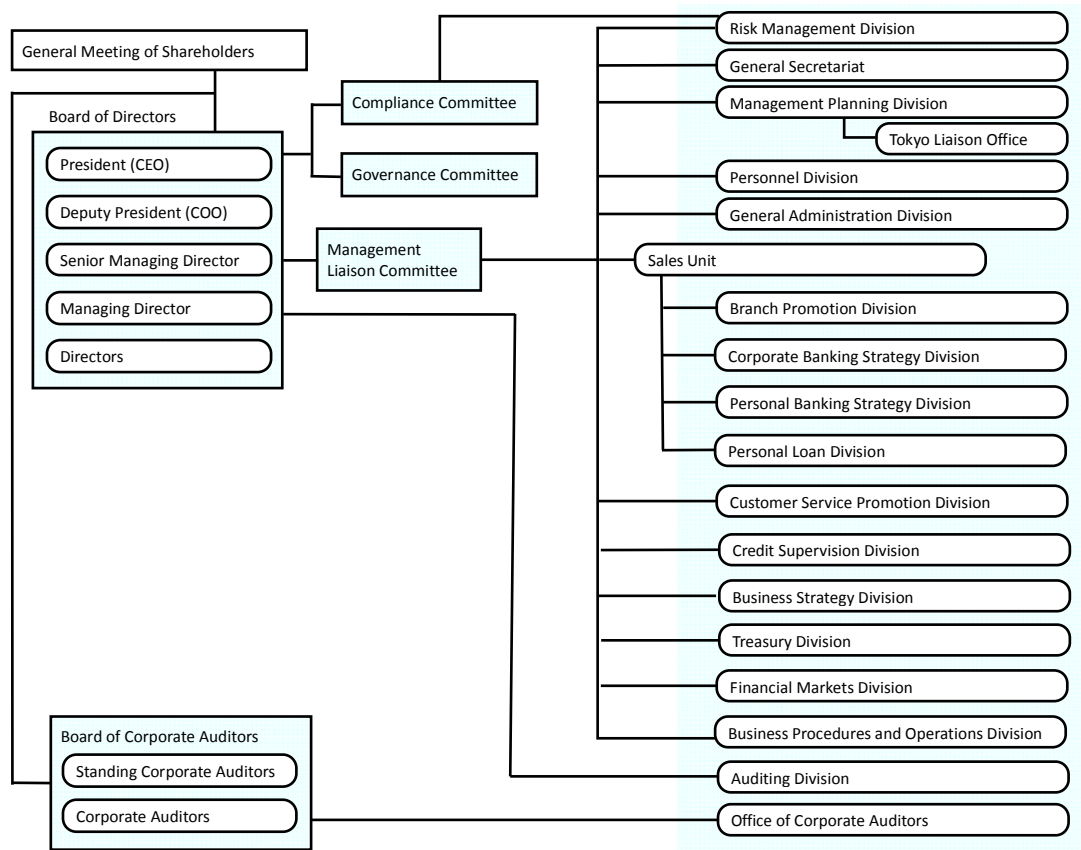 General Meeting of Shareholders
Board of Directors
President (CEO)
Deputy President (COO)
Senior Managing Director
Managing Director
Directors
Compliance Committee
Governance Committee
Management
Liaison Committee
Risk Management Division
General Secretariat
Management Planning Division
Tokyo Liaison Office
Personnel Division
General Administration Division
Sales Unit
Branch Promotion Division
Corporate Banking Strategy Division
Personal Banking Strategy Division
Personal Loan Division
Customer Service Promotion Division
Credit Supervision Division
Business Strategy Division
Treasury Division
Financial Markets Division
Business Procedures and Operations Division
Auditing Division
Office of Corporate Auditors
Board of Corporate Auditors
Standing Corporate Auditors
Corporate Auditors